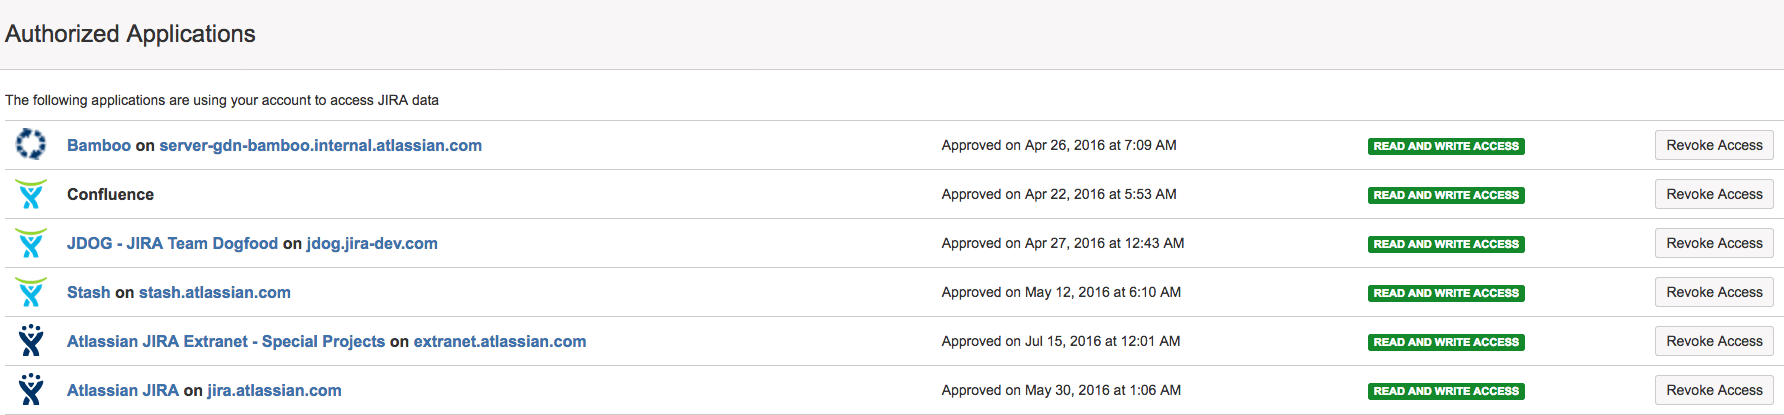 Authorized Applications
The following applications are using your account to access JIRA data
Bamboo on server-gdn-bamboo.internal.atlassian.com Approved on Apr 26, 2016 at 7:09 AM READ AND WRITE ACCESS Revoke Access
Confluence Approved on Apr 22, 2016 at 5:53 AM READ AND WRITE ACCESS Revoke Access
JDOG - JIRA Team Dogfood on jdog.jira-dev.com Approved on Apr 27, 2016 at 12:43 AM READ AND WRITE ACCESS Revoke Access
Stash on stash.atlassian.com Approved on May 12, 2016 at 6:10 AM READ AND WRITE ACCESS Revoke Access
Atlassian JIRA Extranet - Special Projects on extranet.atlassian.com Approved on Jul 15, 2016 at 12:01 AM READ AND WRITE ACCESS Revoke Access
Atlassian JIRA on jira.atlassian.com Approved on May 30, 2016 at 1:06 AM READ AND WRITE ACCESS Revoke Access